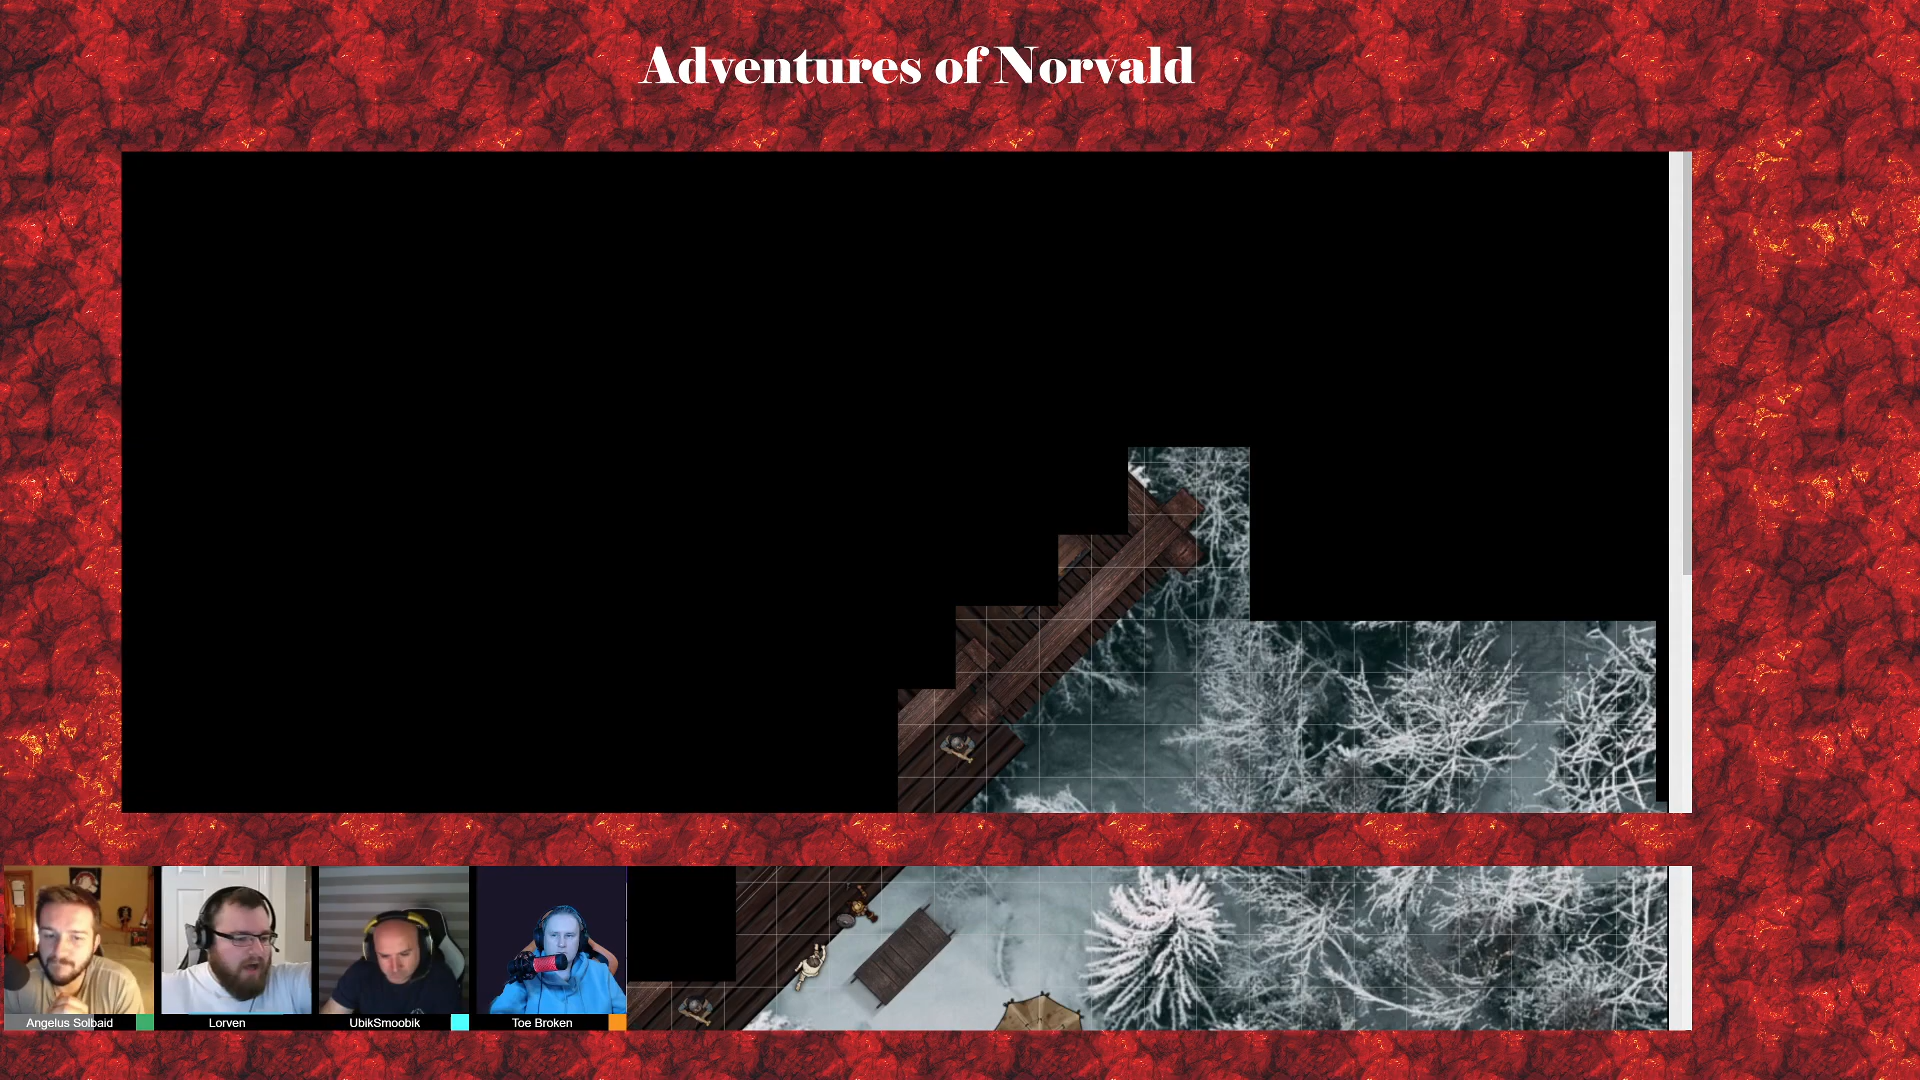 Adventures of Norvald
Angelus Solbaid
Lorven
UbikSmoobik
Toe Broken